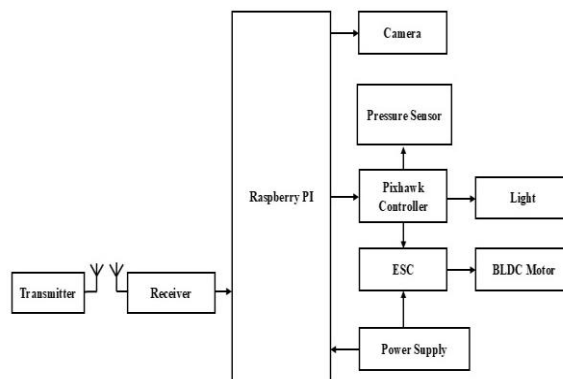 Camera
Pressure Sensor
Raspberry PI
Pixhawk
Controller
Light
ESC
BLDC Motor
Transmitter
Receiver
Power Supply